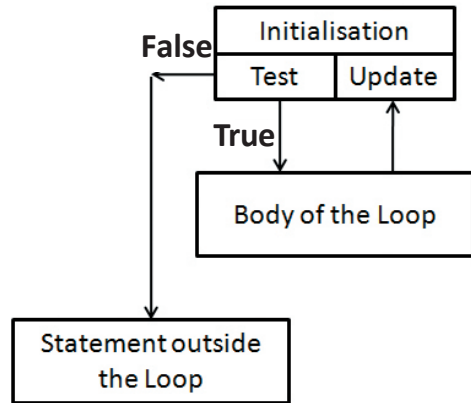 Initialisation
False
Test
Update
True
Body of the Loop
Statement outside
the Loop